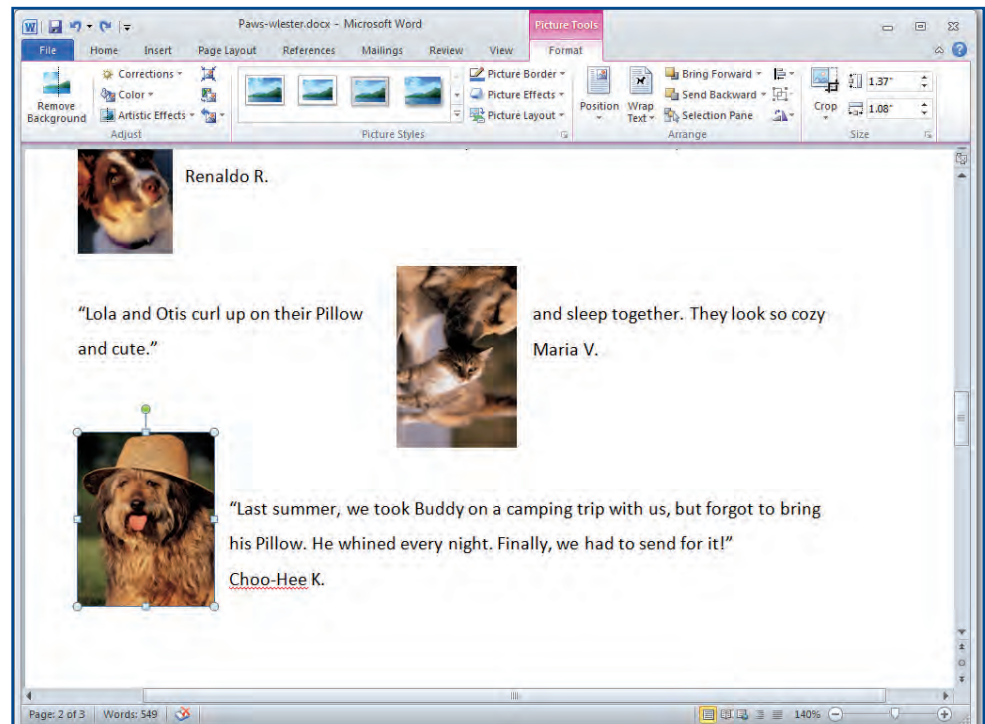 Paws-wlester.docx - Microsoft Word
Picture Tools
File Home Insert Page Layout References Mailings Review View Format
Remove Background
Corrections
Color
Artistic Effects
Adjust
Picture Styles
Picture Border
Picture Effects
Picture Layout
Position
Wrap Text
Bring Forward
Send Backward
Selection Pane
Arrange
Crop
1.37"
1.08"
Size
Renaldo R.
“Lola and Otis curl up on their Pillow and sleep together. They look so cozy
and cute.” Maria V.
“Last summer, we took Buddy on a camping trip with us, but forgot to bring
his Pillow. He whined every night. Finally, we had to send for it!”
Choo-Hee K.
Page: 2 of 3 Words: 549 140%